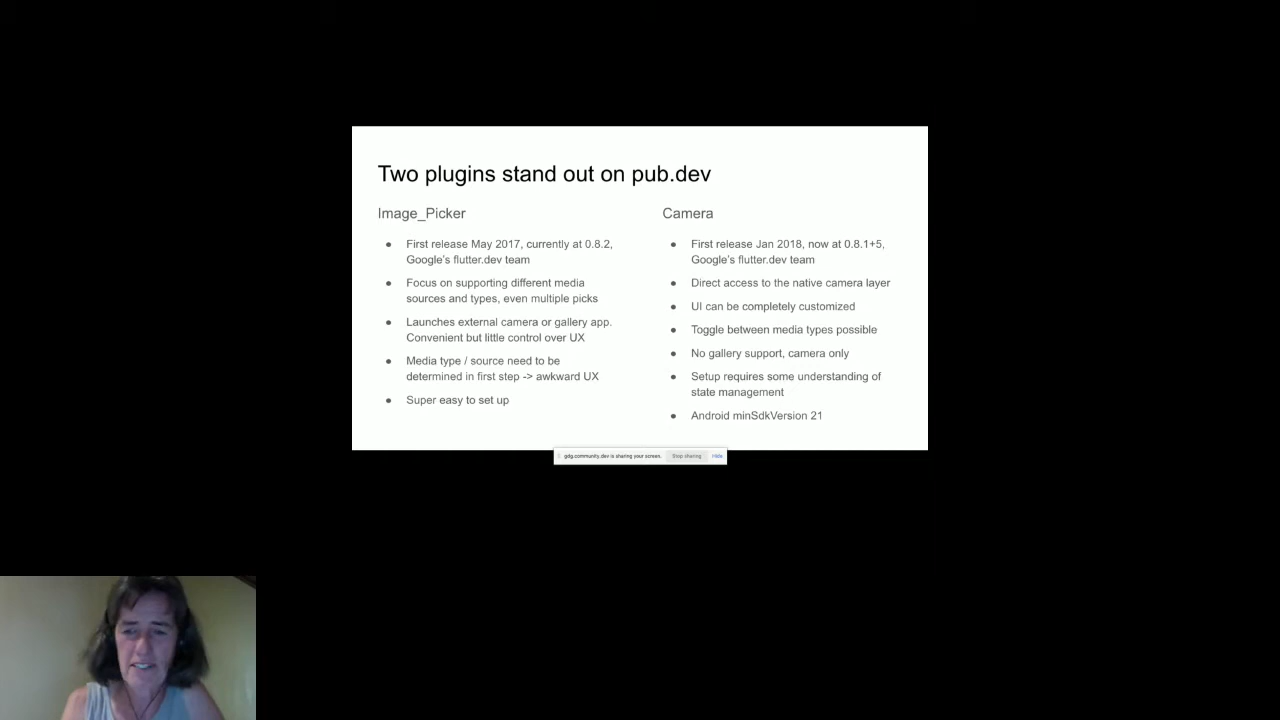 Two plugins stand out on pub.dev
Image_Picker
● First release May 2017, currently at 0.8.2,
Google's flutter.dev team
● Focus on supporting different media
sources and types, even multiple picks
● Launches external camera or gallery app.
Convenient but little control over UX
● Media type / source need to be
determined in first step -> awkward UX
● Super easy to set up
Camera
● First release Jan 2018, now at 0.8.1+5,
Google's flutter.dev team
● Direct access to the native camera layer
● UI can be completely customized
● Toggle between media types possible
● No gallery support, camera only
● Setup requires some understanding of
state management
● Android minSdkVersion 21
gdg.community.dev is sharing your screen. Stop sharing Hide